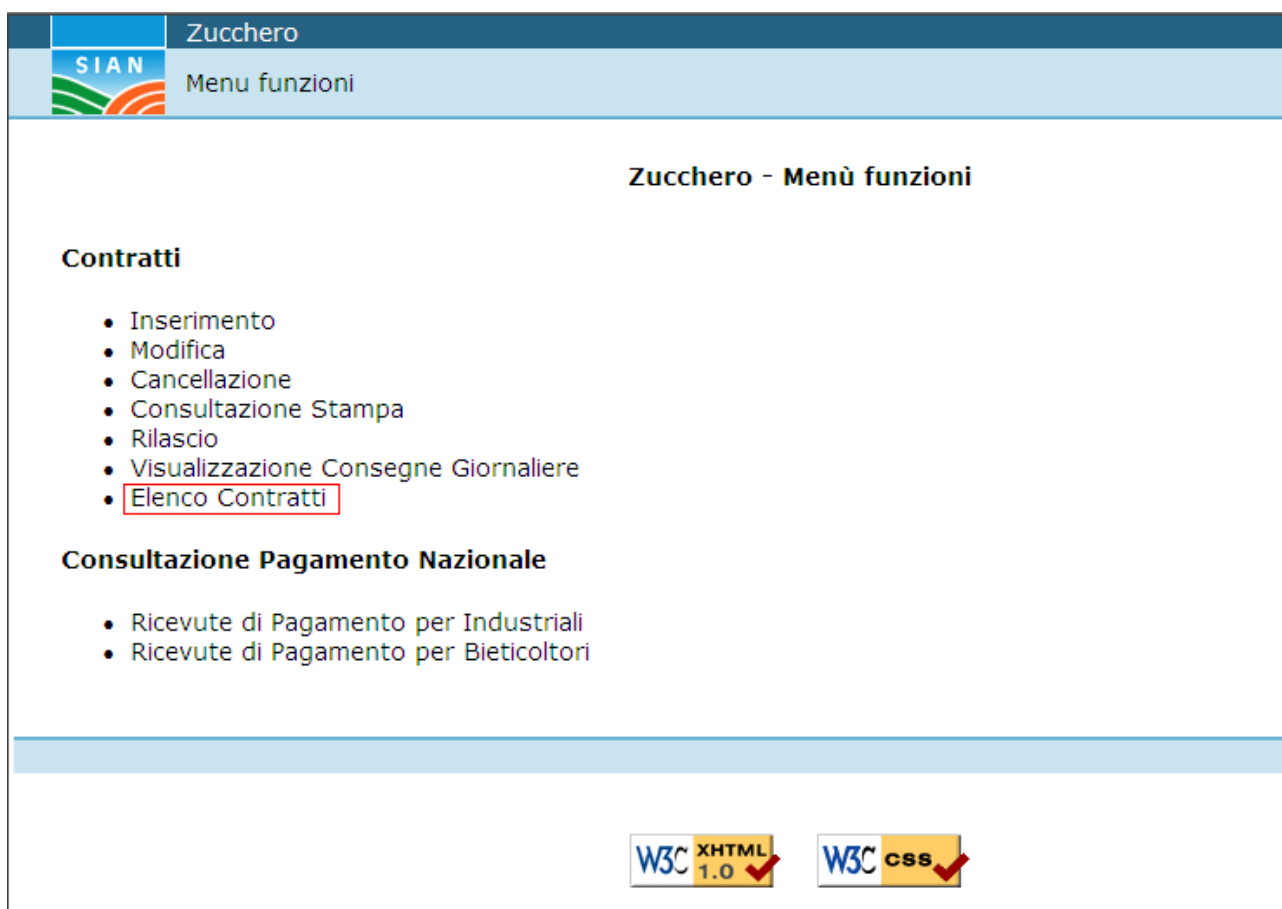 Zucchero
SIAN
Menu funzioni
Zucchero - Menù funzioni
Contratti
• Inserimento
• Modifica
• Cancellazione
• Consultazione Stampa
• Rilascio
• Visualizzazione Consegne Giornaliere
• Elenco Contratti
Consultazione Pagamento Nazionale
• Ricevute di Pagamento per Industriali
• Ricevute di Pagamento per Bieticoltori
W3C XHTML 1.0
W3C css